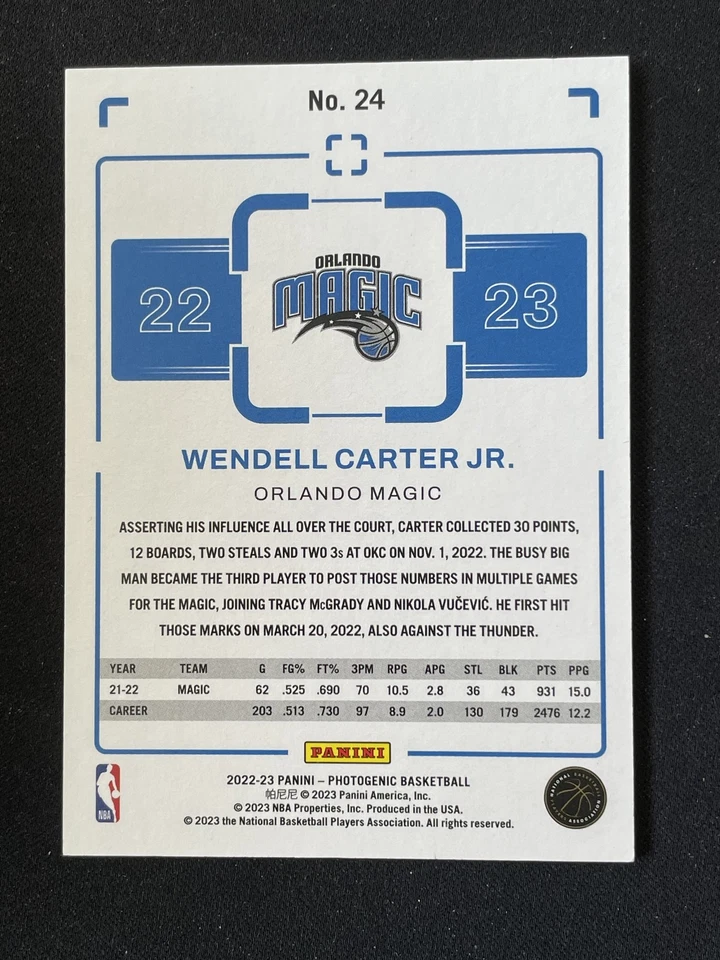 No. 24
22
ORLANDO
MAGIC
23
WENDELL CARTER JR.
ORLANDO MAGIC
ASSERTING HIS INFLUENCE ALL OVER THE COURT, CARTER COLLECTED 30 POINTS,
12 BOARDS, TWO STEALS AND TWO 3s AT OKC ON NOV. 1, 2022. THE BUSY BIG
MAN BECAME THE THIRD PLAYER TO POST THOSE NUMBERS IN MULTIPLE GAMES
FOR THE MAGIC, JOINING TRACY McGRADY AND NIKOLA VUČEVIĆ. HE FIRST HIT
THOSE MARKS ON MARCH 20, 2022, ALSO AGAINST THE THUNDER.
YEAR TEAM G FG% FT% 3PM RPG APG STL BLK PTS PPG
21-22 MAGIC 62 .525 .690 70 10.5 2.8 36 43 931 15.0
CAREER 203 .513 .730 97 8.9 2.0 130 179 2476 12.2
PANINI
2022-23 PANINI – PHOTOGENIC BASKETBALL
帕尼尼 © 2023 Panini America, Inc.
© 2023 NBA Properties, Inc. Produced in the USA.
© 2023 the National Basketball Players Association. All rights reserved.
NBA
NATIONAL BASKETBALL
PLAYERS ASSOCIATION